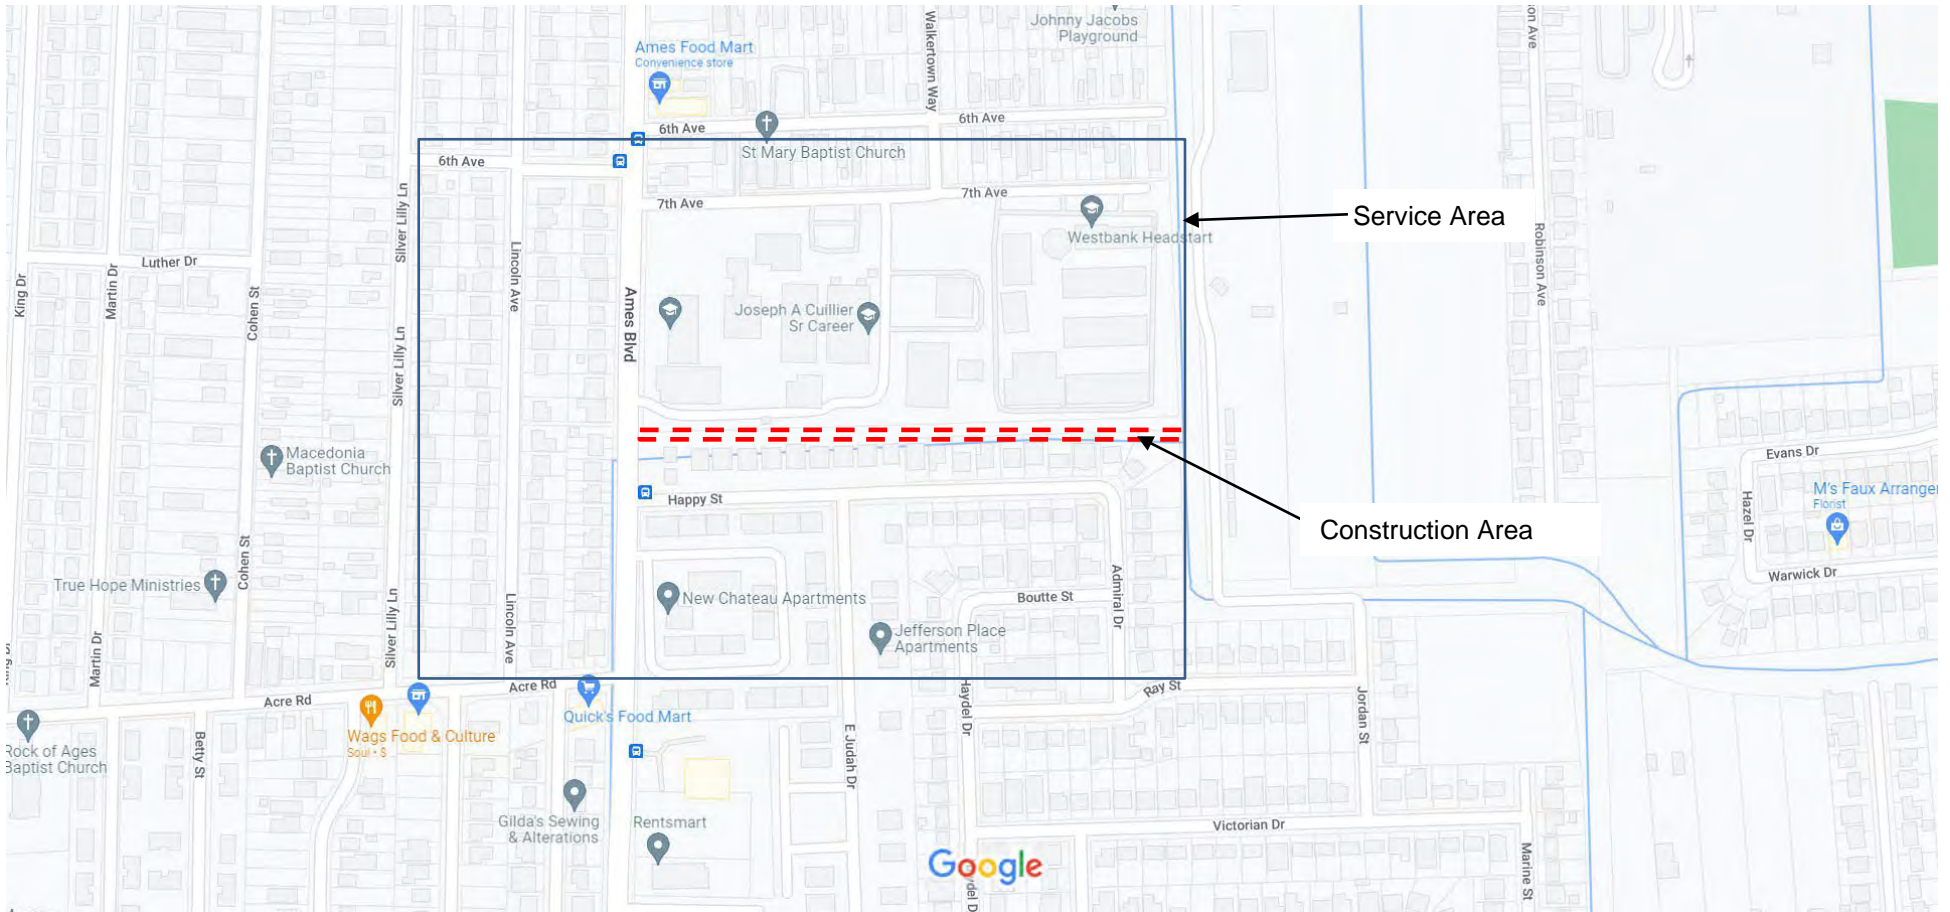 Johnny Jacobs
Playground
Walkertown Way
Ames Food Mart
Convenience store
6th Ave
6th Ave
St Mary Baptist Church
6th Ave
7th Ave
7th Ave
Westbank Headstart
Service Area
Silver Lilly Ln
Lincoln Ave
Ames Blvd
Luther Dr
King Dr
Martin Dr
Cohen St
Robinson Ave
Joseph A Cuillier
Sr Career
Silver Lilly Ln
Macedonia
Baptist Church
Happy St
Construction Area
Evans Dr
M's Faux Arranger
Florist
Hazel Dr
Warwick Dr
True Hope Ministries
Cohen St
New Chateau Apartments
Boutte St
Admiral Dr
Jefferson Place
Apartments
Silver Lilly Ln
Lincoln Ave
Martin Dr
Acre Rd
Acre Rd
Ray St
Jordan St
Haydel Dr
Quick's Food Mart
Wags Food & Culture
Soul • $
Rock of Ages
Baptist Church
Betty St
E Judah Dr
Gilda's Sewing
& Alterations
Rentsmart
Victorian Dr
Marine St
Google